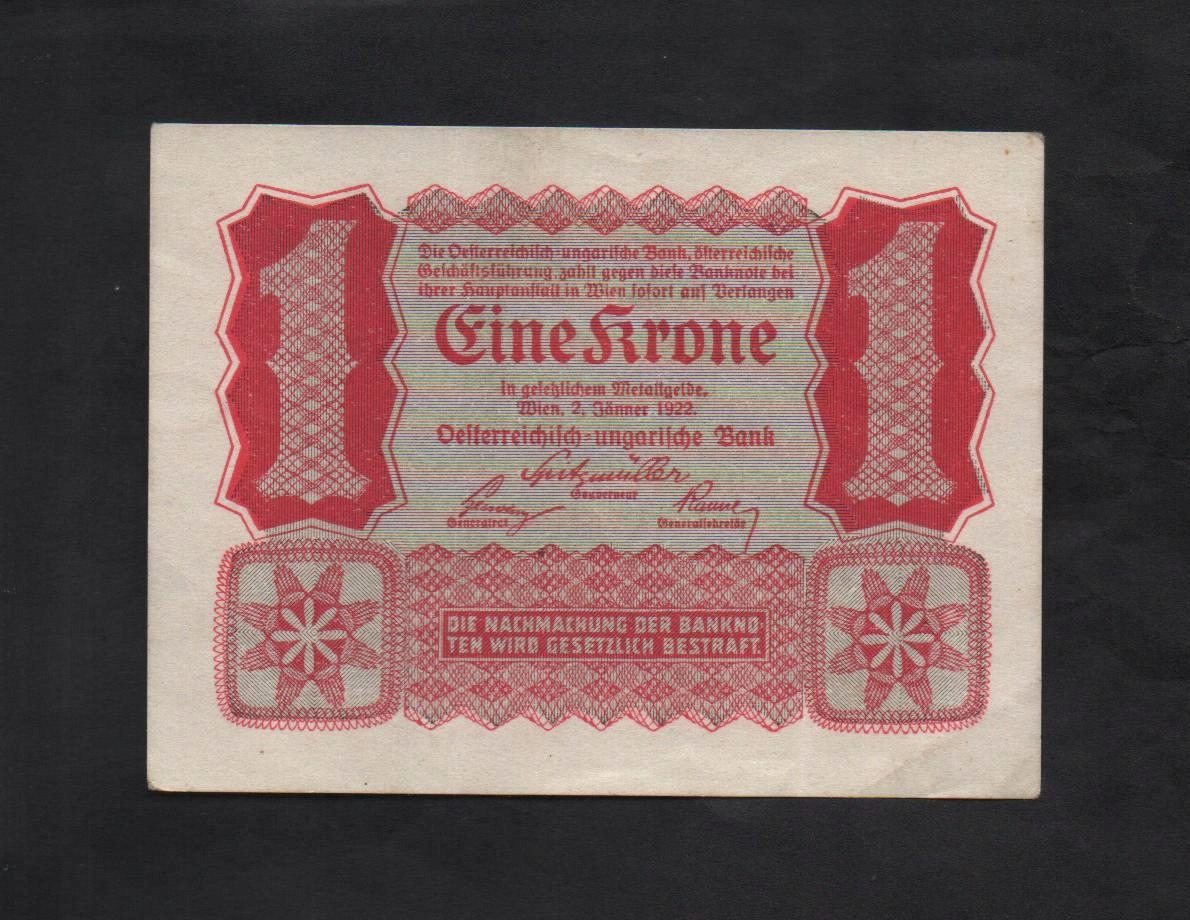 1
1
Die Oesterreichisch-ungarische Bank, österreichische
Geschäftsführung, zahlt gegen diese Banknote bei
ihrer Hauptanstalt in Wien sofort auf Verlangen
Eine Krone
in gesetzlichem Metallgelde.
Wien, 2. Jänner 1922.
Oesterreichisch-ungarische Bank
Spitzmüller
Gouverneur
Generalrat
Generalsekretär
DIE NACHMACHUNG DER BANKNO
TEN WIRD GESETZLICH BESTRAFT.